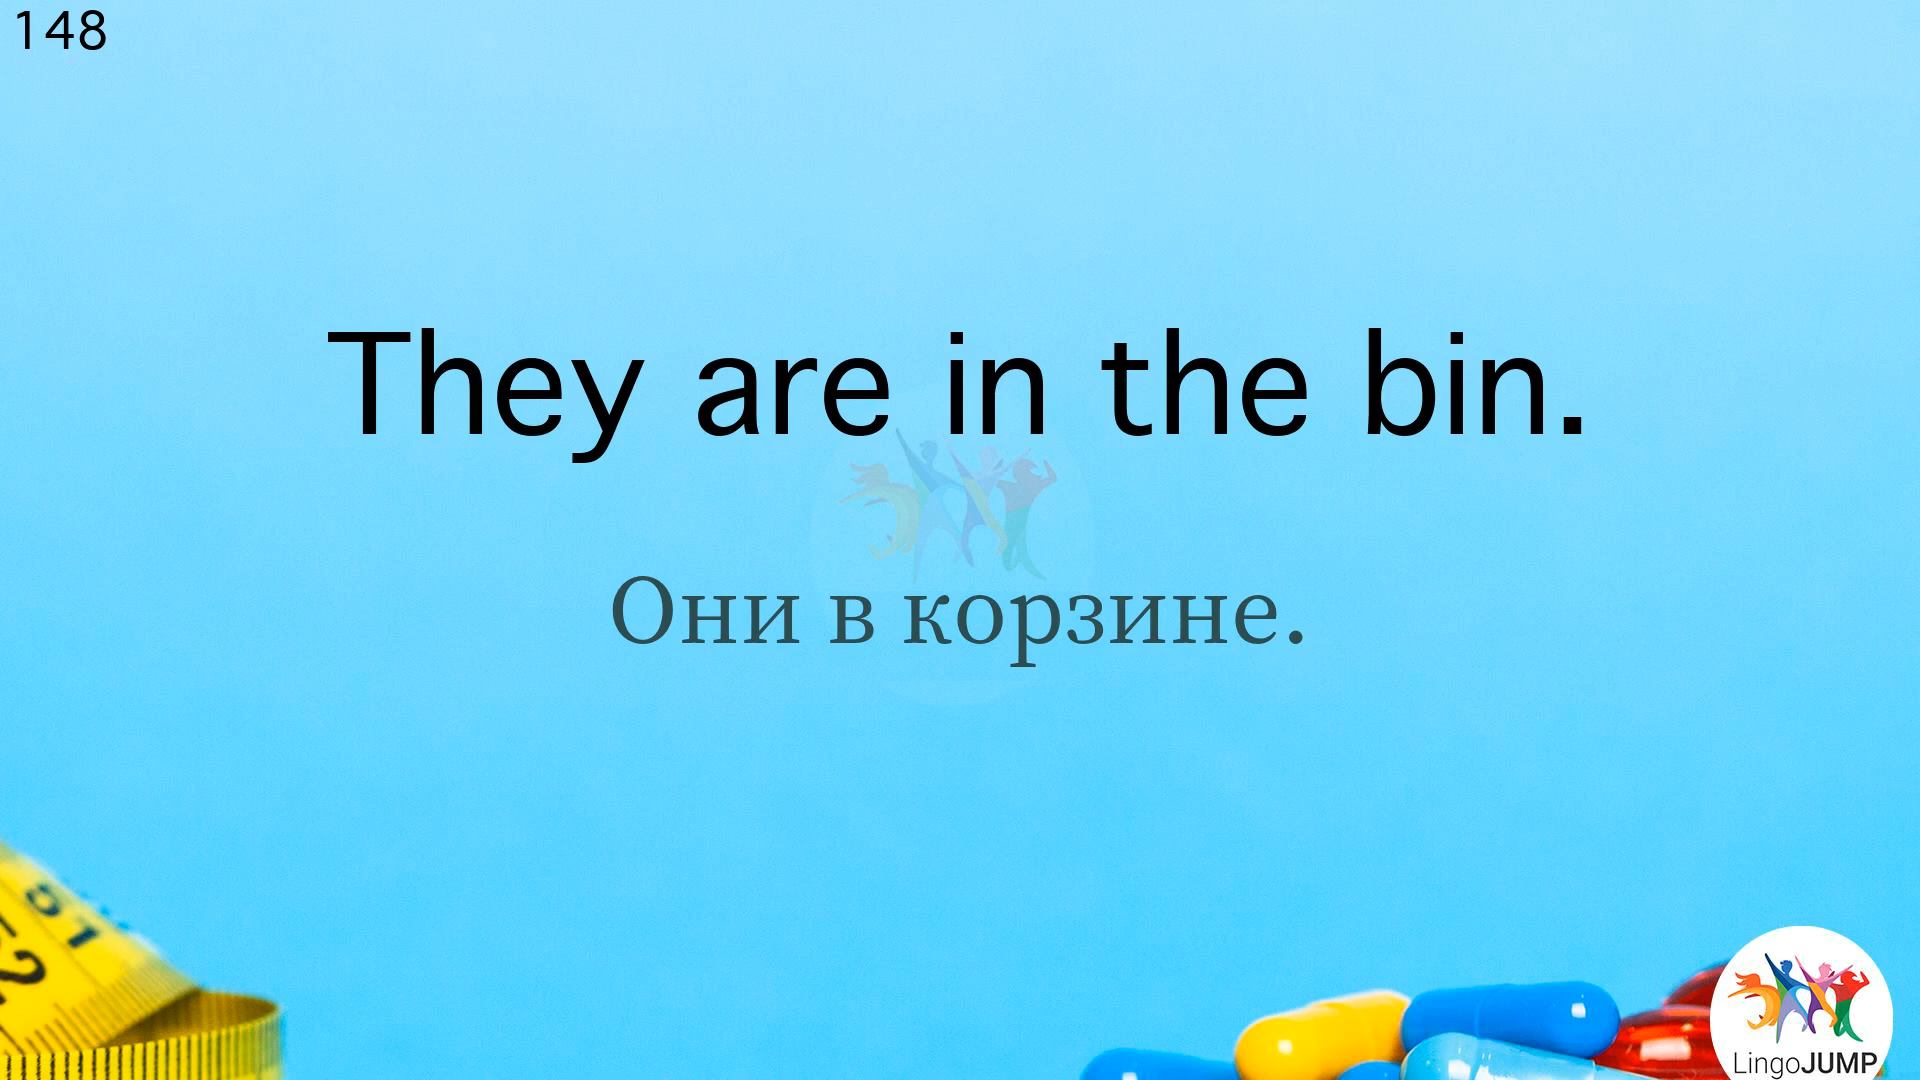 148
They are in the bin.
Они в корзине.
LingoJUMP